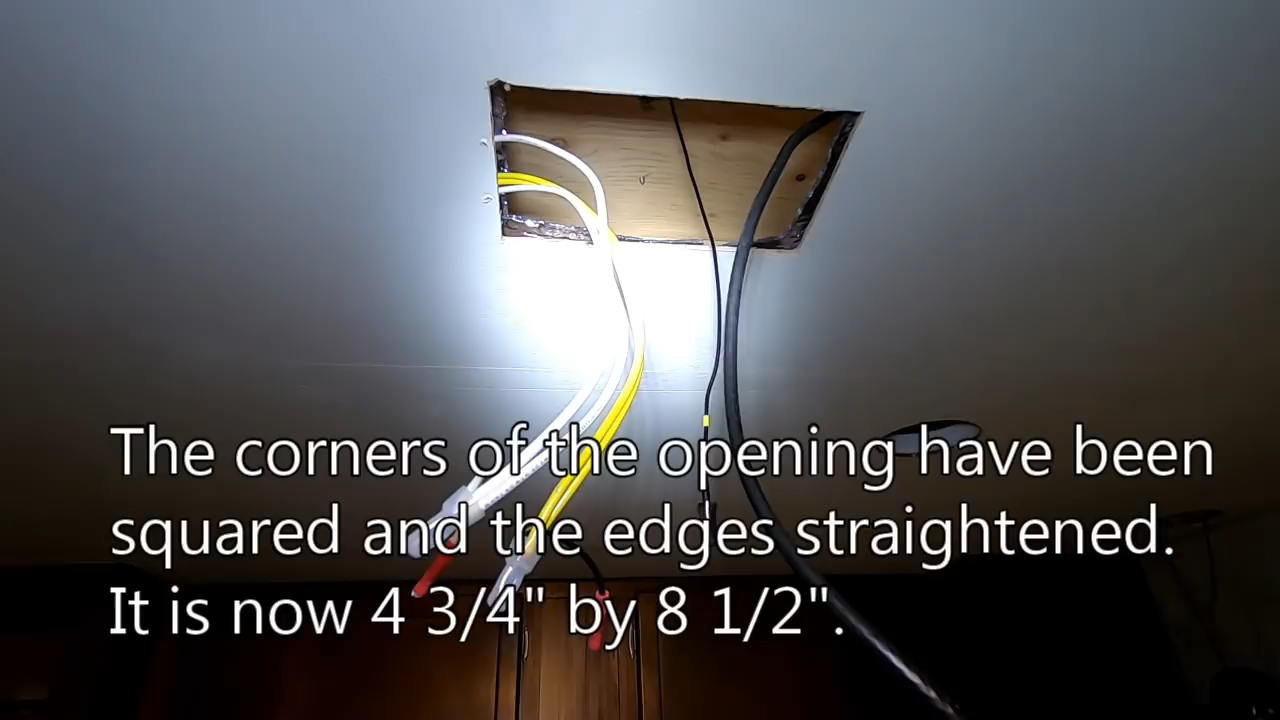 The corners of the opening have been
squared and the edges straightened.
It is now 4 3/4" by 8 1/2".